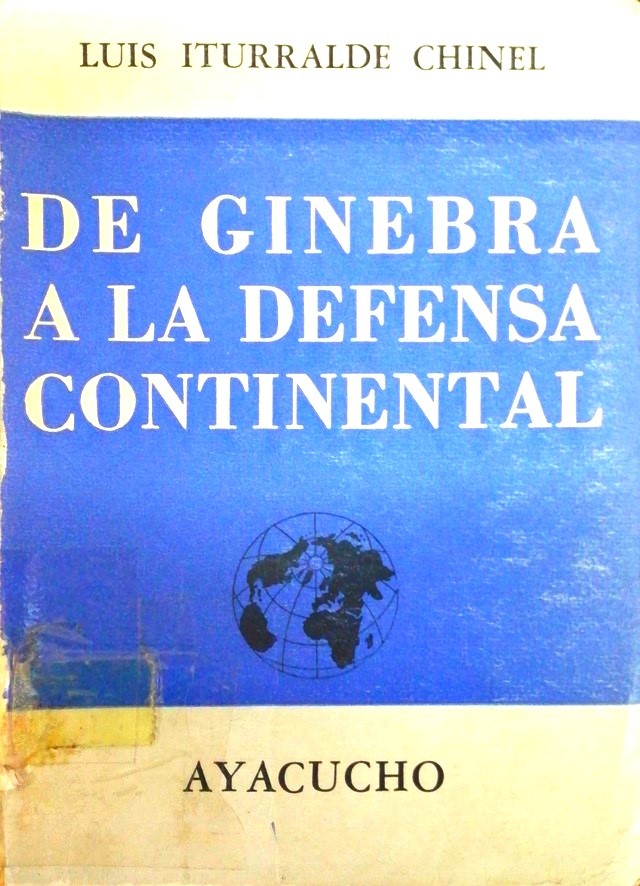 LUIS ITURRALDE CHINEL
DE GINEBRA
A LA DEFENSA
CONTINENTAL
AYACUCHO